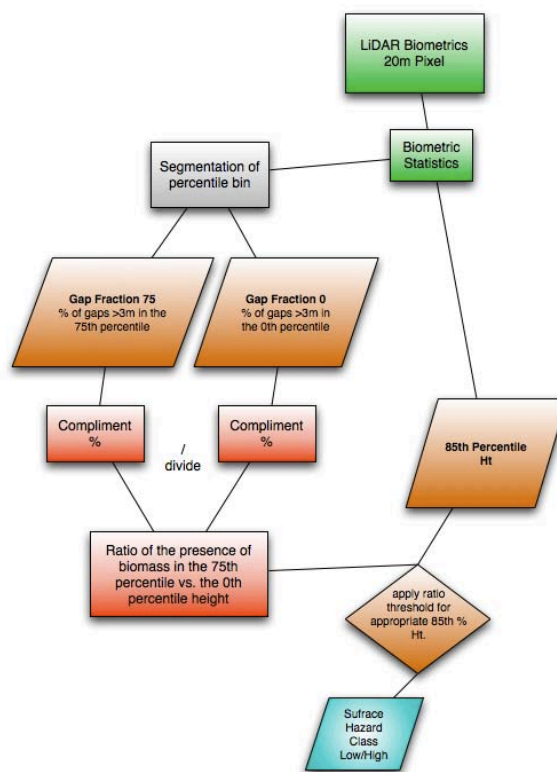 LiDAR Biometrics
20m Pixel
Biometric
Statistics
Segmentation of
percentile bin
Gap Fraction 75
% of gaps >3m in the
75th percentile
Gap Fraction 0
% of gaps >3m in
the 0th percentile
Compliment
%
/
divide
Compliment
%
85th Percentile
Ht
Ratio of the presence of
biomass in the 75th
percentile vs. the 0th
percentile height
apply ratio
threshold for
appropriate 85th %
Ht.
Sufrace
Hazard
Class
Low/High